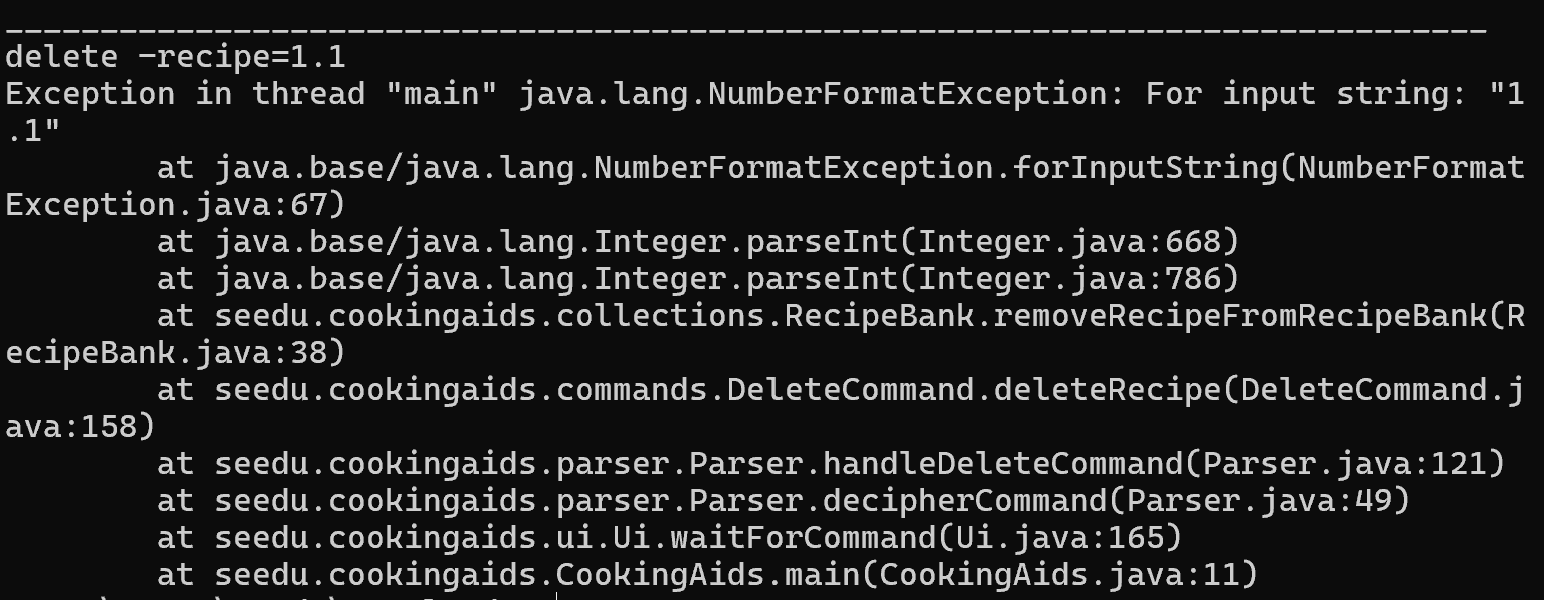 ________________________________________________________________________________
delete -recipe=1.1
Exception in thread "main" java.lang.NumberFormatException: For input string: "1
.1"
        at java.base/java.lang.NumberFormatException.forInputString(NumberFormat
Exception.java:67)
        at java.base/java.lang.Integer.parseInt(Integer.java:668)
        at java.base/java.lang.Integer.parseInt(Integer.java:786)
        at seedu.cookingaids.collections.RecipeBank.removeRecipeFromRecipeBank(R
ecipeBank.java:38)
        at seedu.cookingaids.commands.DeleteCommand.deleteRecipe(DeleteCommand.j
ava:158)
        at seedu.cookingaids.parser.Parser.handleDeleteCommand(Parser.java:121)
        at seedu.cookingaids.parser.Parser.decipherCommand(Parser.java:49)
        at seedu.cookingaids.ui.Ui.waitForCommand(Ui.java:165)
        at seedu.cookingaids.CookingAids.main(CookingAids.java:11)